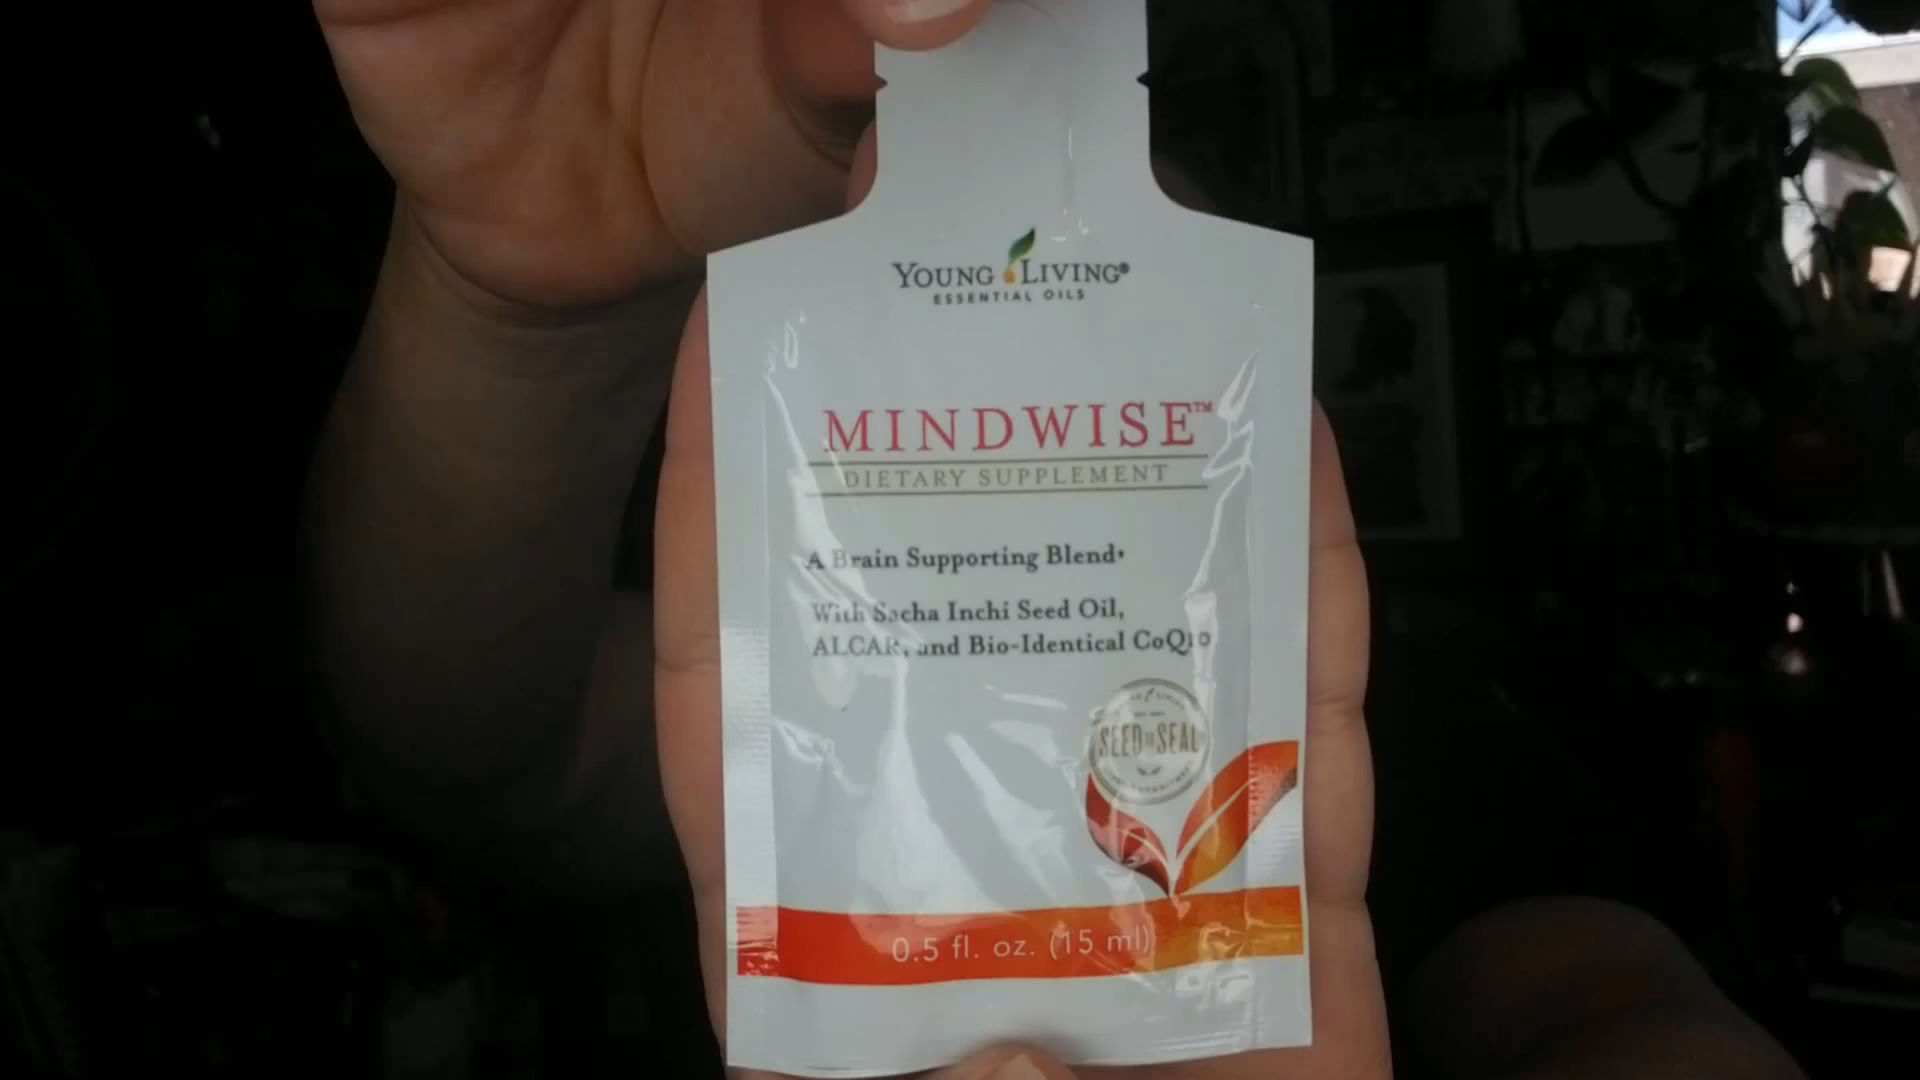 YOUNG LIVING®
ESSENTIAL OILS
MINDWISE™
DIETARY SUPPLEMENT
A Brain Supporting Blend*
With Sacha Inchi Seed Oil,
ALCAR, and Bio-Identical CoQ10
SEED TO SEAL
0.5 fl. oz. (15 ml)